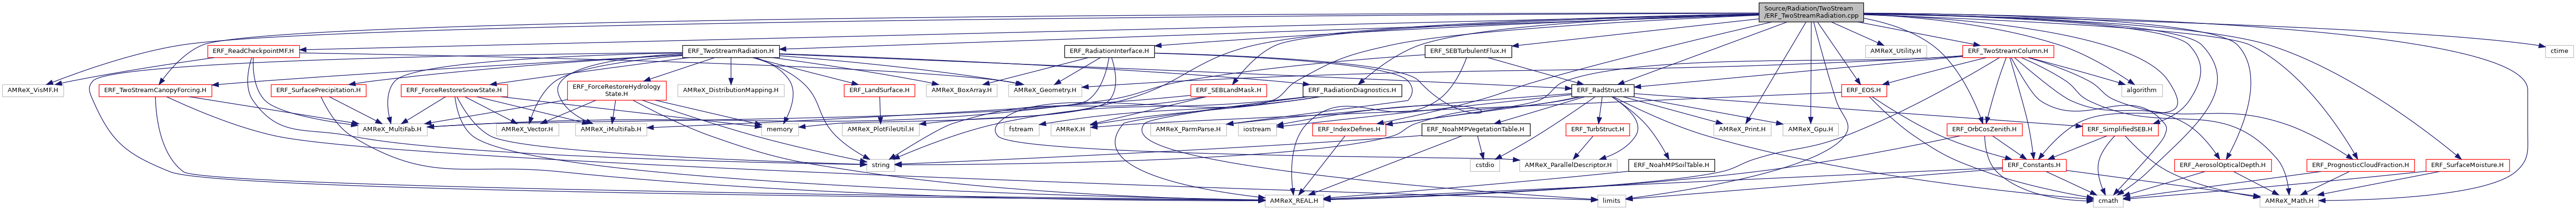 Source/Radiation/TwoStream
/ERF_TwoStreamRadiation.cpp
ERF_ReadCheckpointMF.H
ERF_TwoStreamRadiation.H
ERF_RadiationInterface.H
ERF_SEBTurbulentFlux.H
AMReX_Utility.H
ERF_TwoStreamColumn.H
ctime
AMReX_VisMF.H
ERF_TwoStreamCanopyForcing.H
ERF_SurfacePrecipitation.H
ERF_ForceRestoreSnowState.H
ERF_ForceRestoreHydrology
State.H
AMReX_DistributionMapping.H
ERF_LandSurface.H
AMReX_BoxArray.H
AMReX_Geometry.H
ERF_SEBLandMask.H
ERF_RadiationDiagnostics.H
ERF_RadStruct.H
ERF_EOS.H
algorithm
AMReX_MultiFab.H
AMReX_Vector.H
AMReX_iMultiFab.H
memory
AMReX_PlotFileUtil.H
fstream
AMReX.H
AMReX_ParmParse.H
iostream
ERF_IndexDefines.H
ERF_NoahMPVegetationTable.H
ERF_TurbStruct.H
AMReX_Print.H
AMReX_Gpu.H
ERF_OrbCosZenith.H
ERF_SimplifiedSEB.H
string
cstdio
AMReX_ParallelDescriptor.H
ERF_NoahMPSoilTable.H
ERF_Constants.H
ERF_AerosolOpticalDepth.H
ERF_PrognosticCloudFraction.H
ERF_SurfaceMoisture.H
AMReX_REAL.H
limits
cmath
AMReX_Math.H